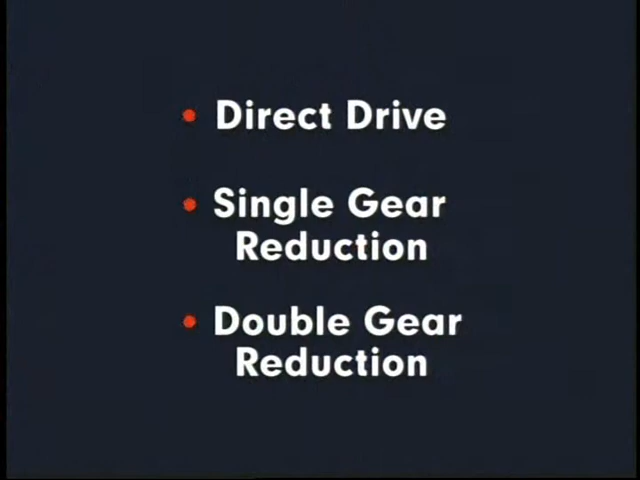 • Direct Drive
• Single Gear
Reduction
• Double Gear
Reduction